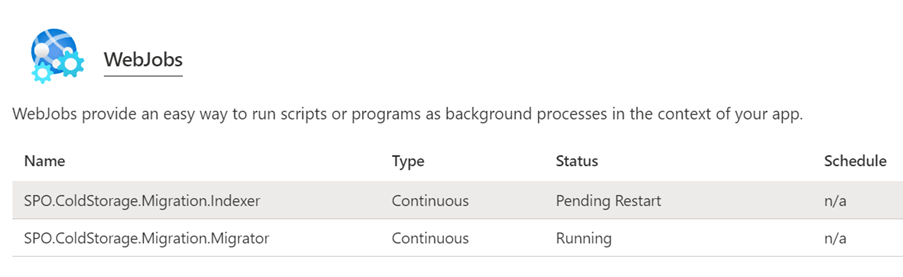 WebJobs
WebJobs provide an easy way to run scripts or programs as background processes in the context of your app.
Name Type Status Schedule
SPO.ColdStorage.Migration.Indexer Continuous Pending Restart n/a
SPO.ColdStorage.Migration.Migrator Continuous Running n/a